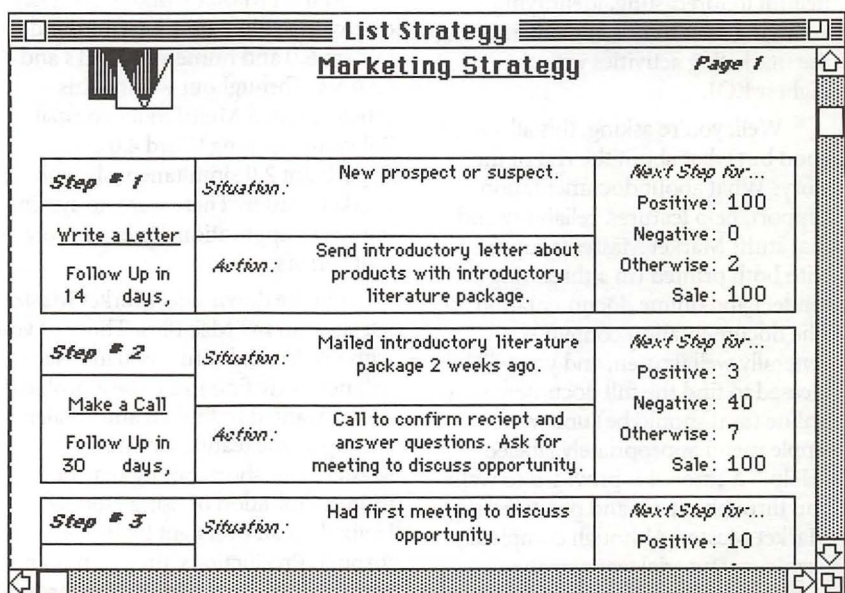 List Strategy
Marketing Strategy
Page 1
Step # 1
Write a Letter
Follow Up in
14 days,
Situation:
New prospect or suspect.
Action:
Send introductory letter about
products with introductory
literature package.
Next Step for...
Positive: 100
Negative: 0
Otherwise: 2
Sale: 100
Step # 2
Make a Call
Follow Up in
30 days,
Situation:
Mailed introductory literature
package 2 weeks ago.
Action:
Call to confirm reciept and
answer questions. Ask for
meeting to discuss opportunity.
Next Step for...
Positive: 3
Negative: 40
Otherwise: 7
Sale: 100
Step # 3
Situation:
Had first meeting to discuss
opportunity.
Next Step for...
Positive: 10